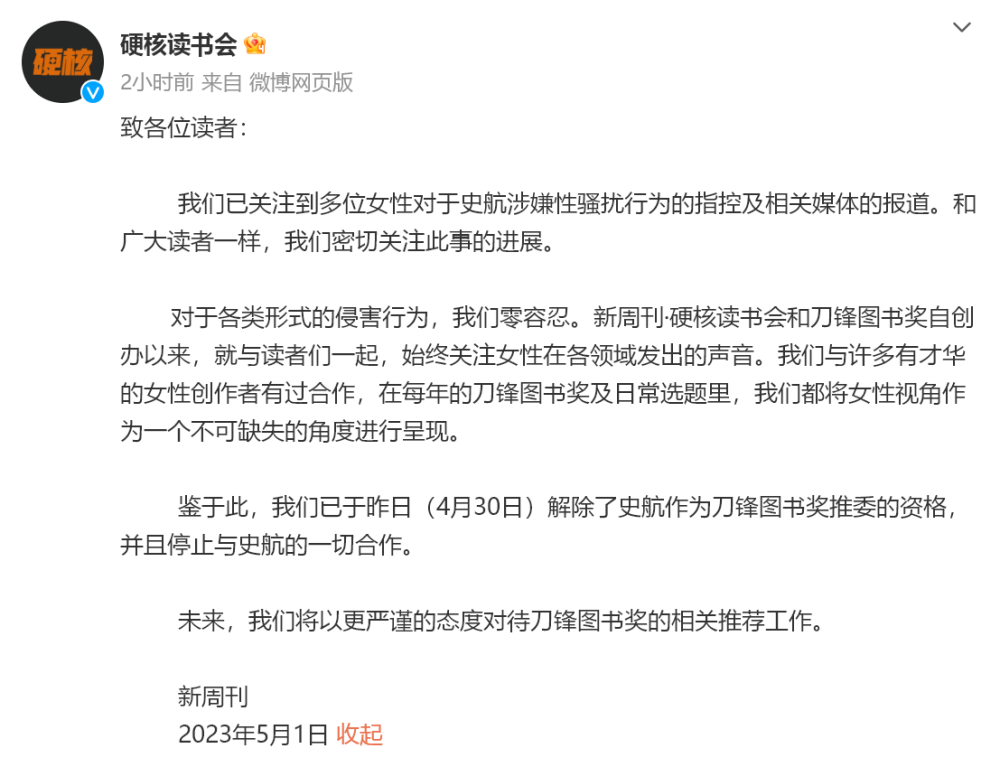 硬核
硬核读书会
2小时前 来自 微博网页版
致各位读者：
我们已关注到多位女性对于史航涉嫌性骚扰行为的指控及相关媒体的报道。和
广大读者一样，我们密切关注此事的进展。
对于各类形式的侵害行为，我们零容忍。新周刊·硬核读书会和刀锋图书奖自创
办以来，就与读者们一起，始终关注女性在各领域发出的声音。我们与许多有才华
的女性创作者有过合作，在每年的刀锋图书奖及日常选题里，我们都将女性视角作
为一个不可缺失的角度进行呈现。
鉴于此，我们已于昨日（4月30日）解除了史航作为刀锋图书奖推委的资格，
并且停止与史航的一切合作。
未来，我们将以更严谨的态度对待刀锋图书奖的相关推荐工作。
新周刊
2023年5月1日 收起